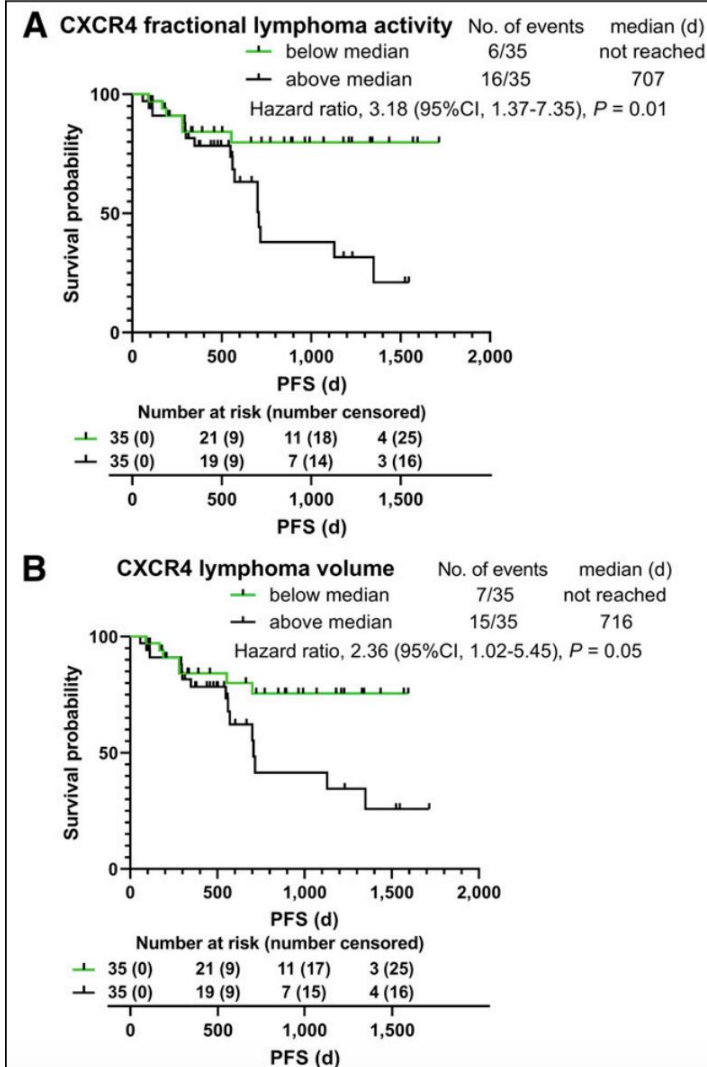 A CXCR4 fractional lymphoma activity No. of events median (d)
below median 6/35 not reached
above median 16/35 707
Hazard ratio, 3.18 (95%CI, 1.37-7.35), P = 0.01
100
50
0
Survival probability
0 500 1,000 1,500 2,000
PFS (d)
Number at risk (number censored)
35 (0) 21 (9) 11 (18) 4 (25)
35 (0) 19 (9) 7 (14) 3 (16)
0 500 1,000 1,500
PFS (d)
B CXCR4 lymphoma volume No. of events median (d)
below median 7/35 not reached
above median 15/35 716
Hazard ratio, 2.36 (95%CI, 1.02-5.45), P = 0.05
100
50
0
Survival probability
0 500 1,000 1,500 2,000
PFS (d)
Number at risk (number censored)
35 (0) 21 (9) 11 (17) 3 (25)
35 (0) 19 (9) 7 (15) 4 (16)
0 500 1,000 1,500
PFS (d)